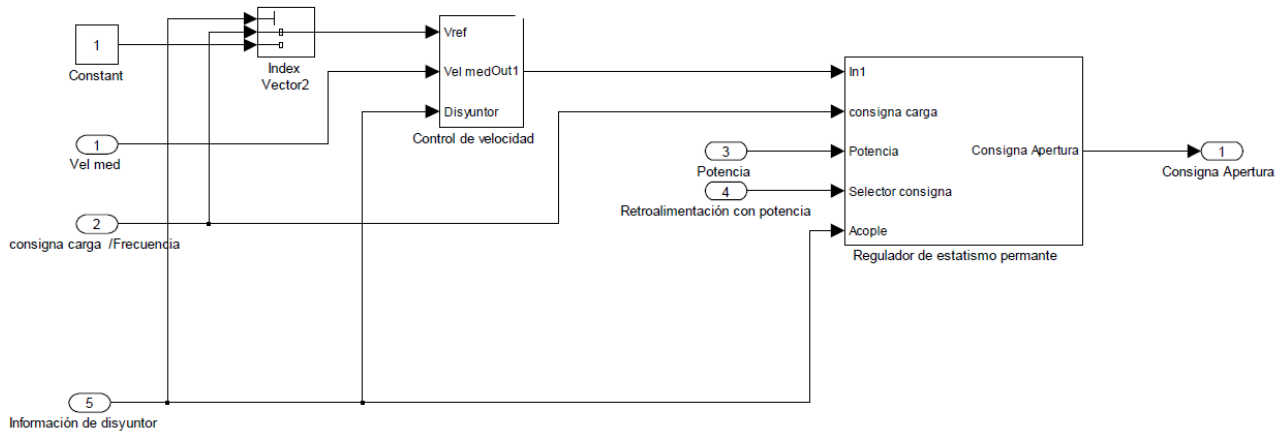 1
Constant
Index
Vector2
Vref
Vel med
Out1
Disyuntor
Control de velocidad
1
Vel med
2
consigna carga /Frecuencia
3
Potencia
4
Retroalimentación con potencia
In1
consigna carga
Potencia
Consigna Apertura
Selector consigna
Acople
Regulador de estatismo permante
1
Consigna Apertura
5
Información de disyuntor